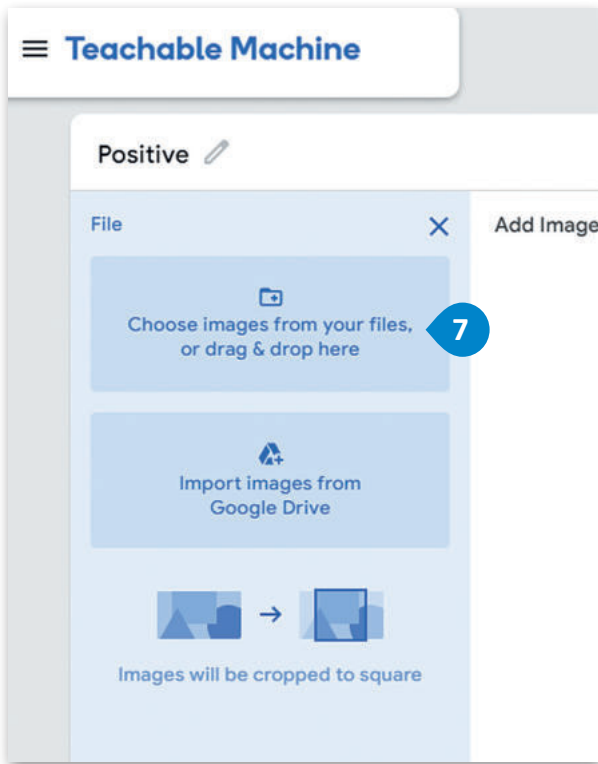 Teachable Machine
Positive
File
Add Image
Choose images from your files,
or drag & drop here
7
Import images from
Google Drive
Images will be cropped to square